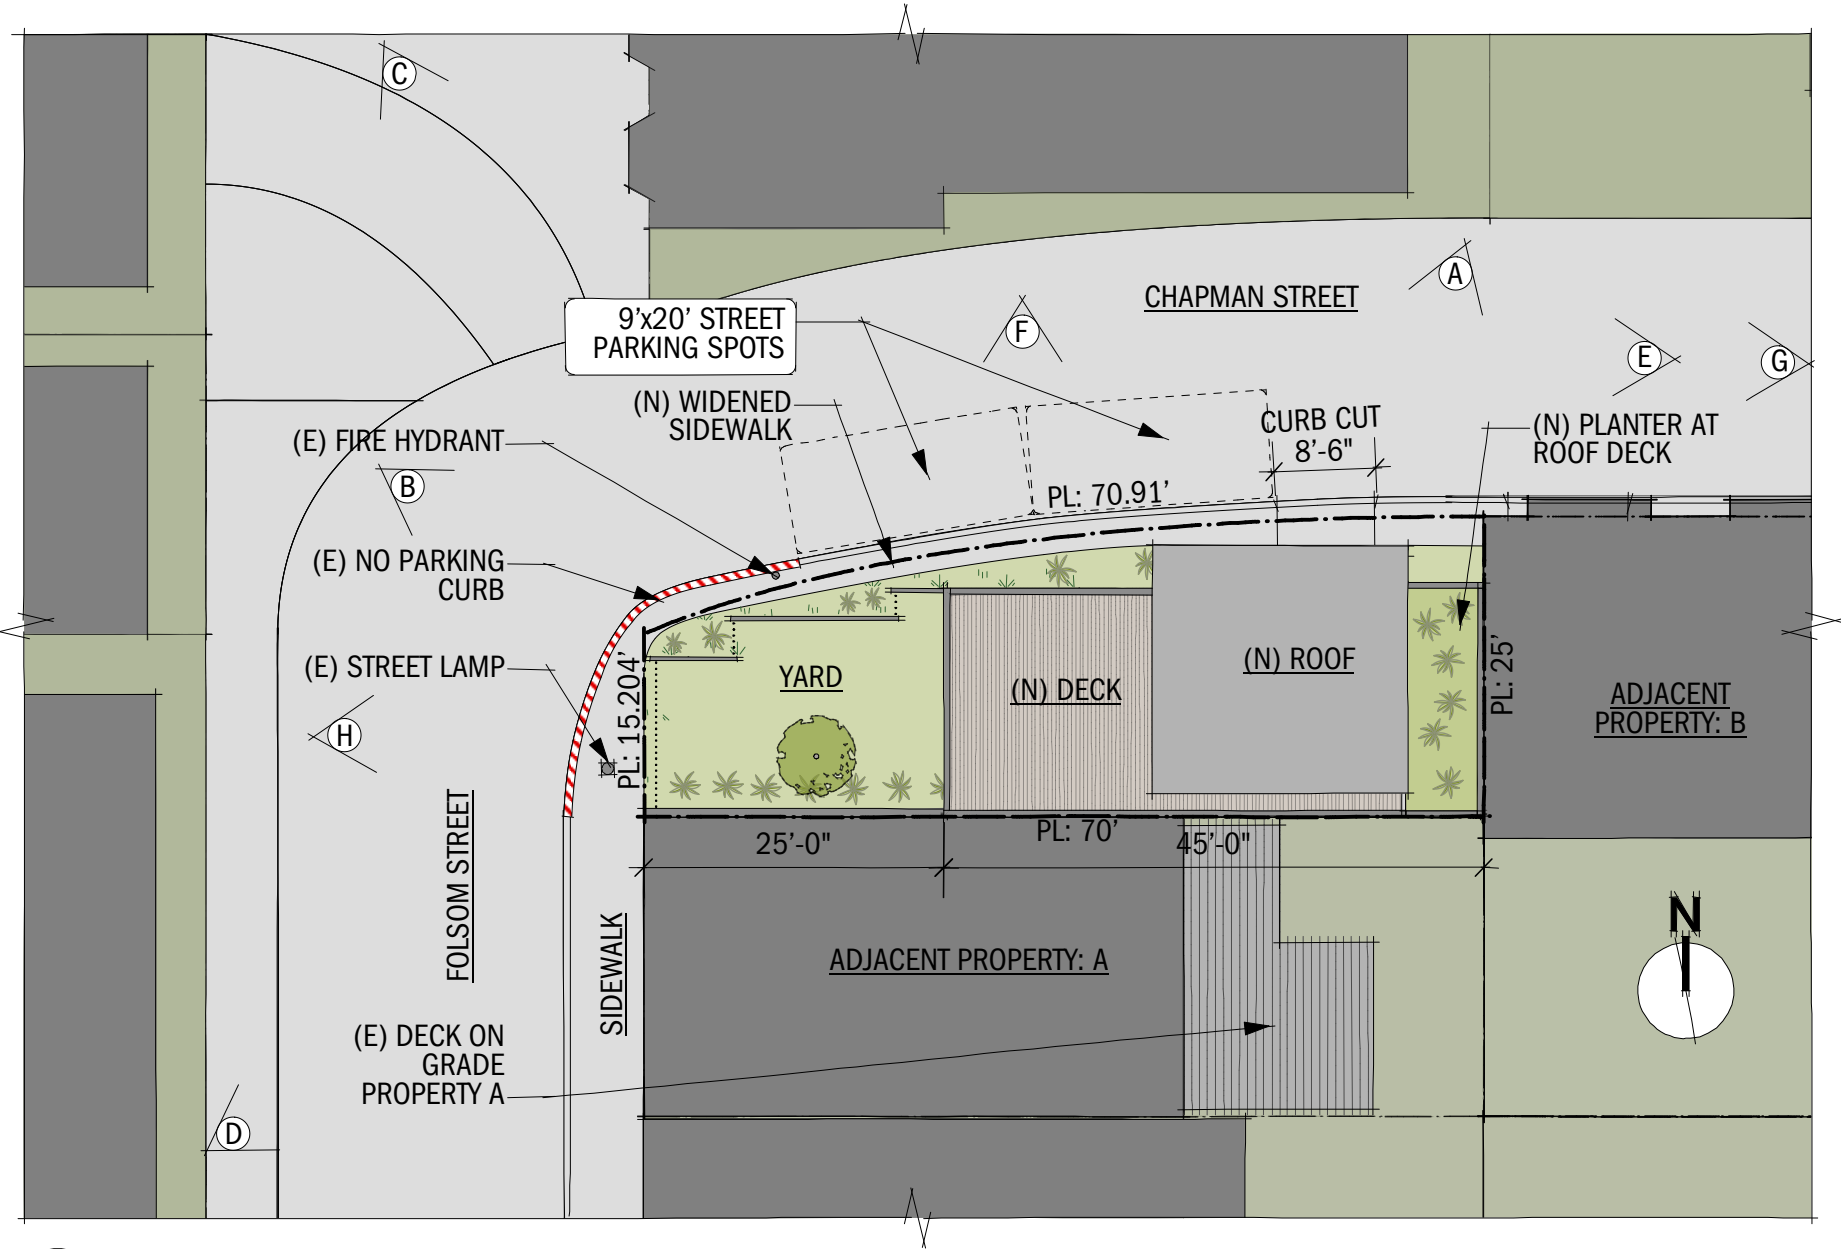 C
A
CHAPMAN STREET
9’x20’ STREET
PARKING SPOTS
F
E
G
(N) WIDENED
SIDEWALK
CURB CUT
8’-6"
(N) PLANTER AT
ROOF DECK
(E) FIRE HYDRANT
B
PL: 70.91’
(E) NO PARKING
CURB
(E) STREET LAMP
PL: 15.204’
YARD
(N) DECK
(N) ROOF
PL: 25’
ADJACENT
PROPERTY: B
H
25’-0"
PL: 70’
45’-0"
FOLSOM STREET
SIDEWALK
ADJACENT PROPERTY: A
N
(E) DECK ON
GRADE
PROPERTY A
D